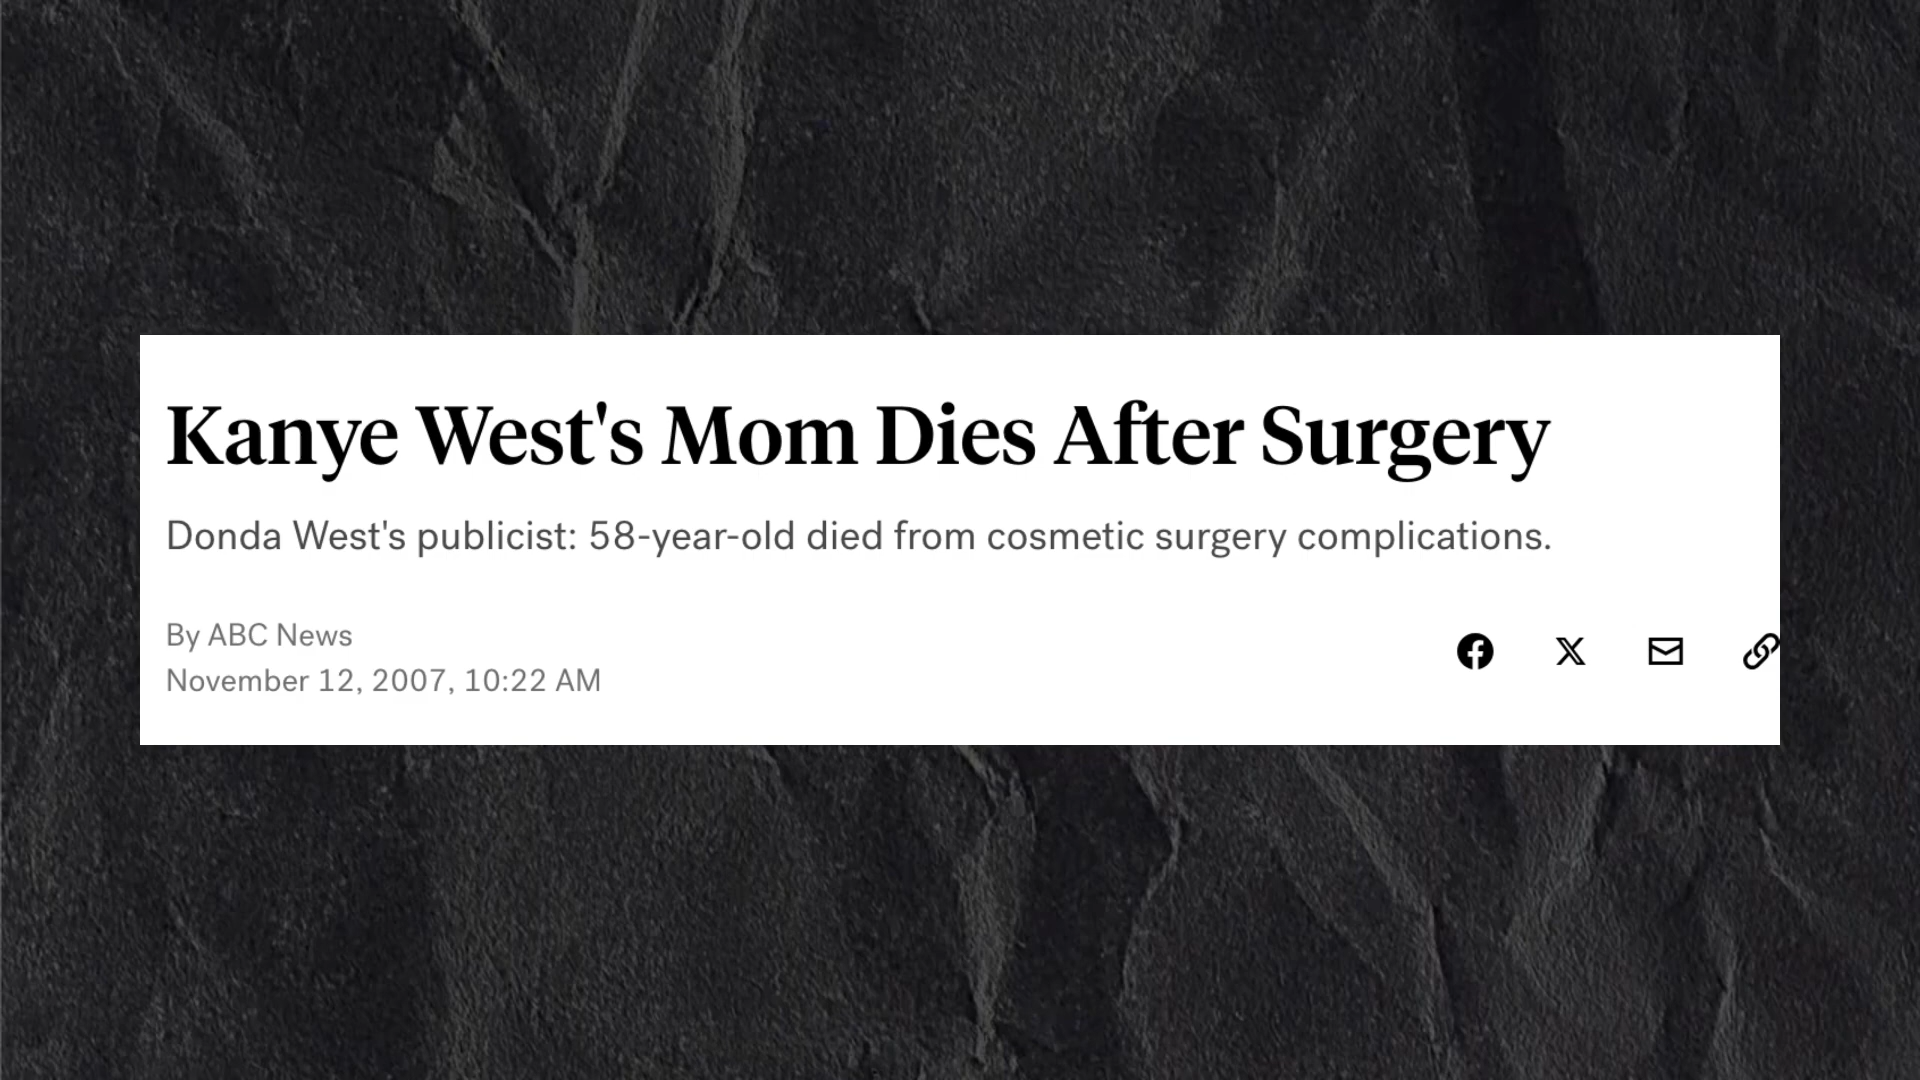 Kanye West's Mom Dies After Surgery
Donda West's publicist: 58-year-old died from cosmetic surgery complications.
By ABC News
November 12, 2007, 10:22 AM